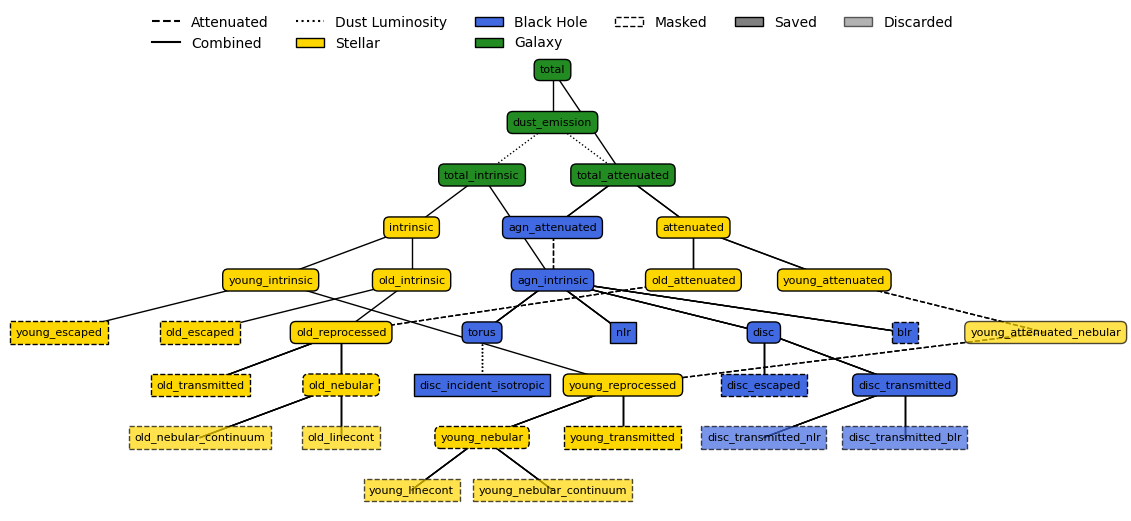 Attenuated Dust Luminosity Black Hole Masked Saved Discarded
Combined Stellar Galaxy
total
dust_emission
total_intrinsic total_attenuated
intrinsic agn_attenuated attenuated
young_intrinsic old_intrinsic agn_intrinsic old_attenuated young_attenuated
young_escaped old_escaped old_reprocessed torus nlr disc blr young_attenuated_nebular
old_transmitted old_nebular disc_incident_isotropic young_reprocessed disc_escaped disc_transmitted
old_nebular_continuum old_linecont young_nebular young_transmitted disc_transmitted_nlr disc_transmitted_blr
young_linecont young_nebular_continuum